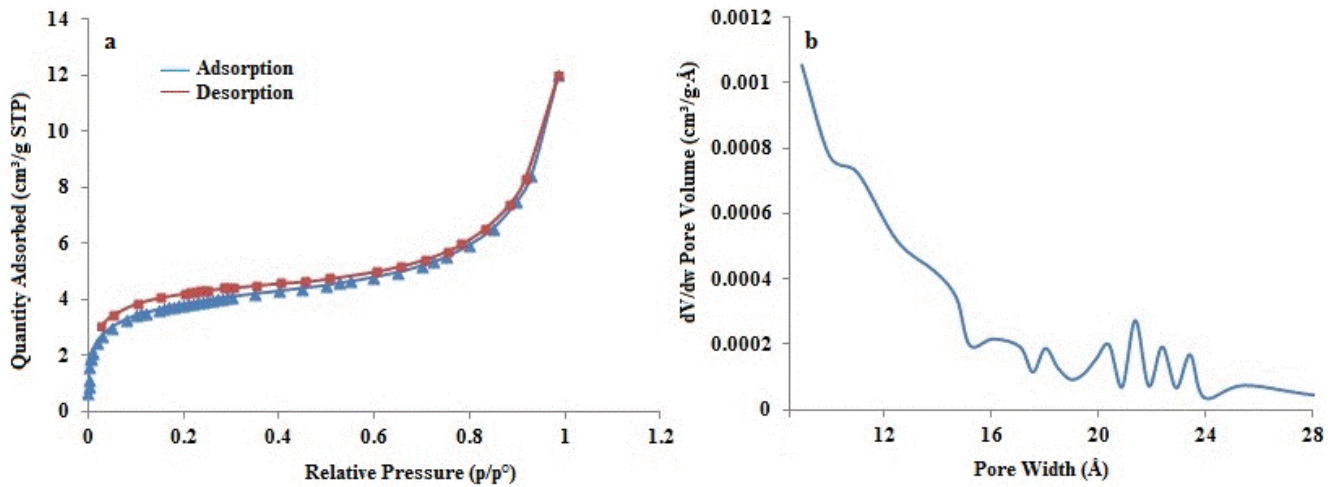 a
Adsorption
Desorption
Quantity Adsorbed (cm³/g STP)
14
12
10
8
6
4
2
0
0 0.2 0.4 0.6 0.8 1 1.2
Relative Pressure (p/p°)
b
dV/dw Pore Volume (cm³/g·Å)
0.0012
0.001
0.0008
0.0006
0.0004
0.0002
0
12 16 20 24 28
Pore Width (Å)